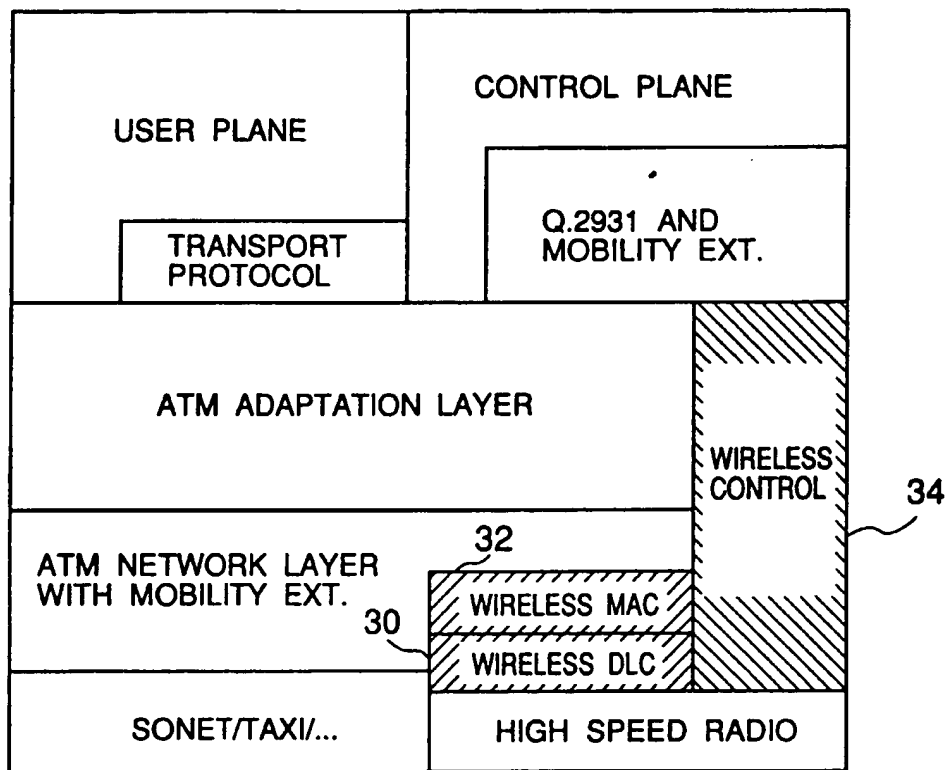 USER PLANE
CONTROL PLANE
TRANSPORT
PROTOCOL
Q.2931 AND
MOBILITY EXT.
ATM ADAPTATION LAYER
WIRELESS
CONTROL
34
ATM NETWORK LAYER
WITH MOBILITY EXT.
32
WIRELESS MAC
30
WIRELESS DLC
SONET/TAXI/...
HIGH SPEED RADIO